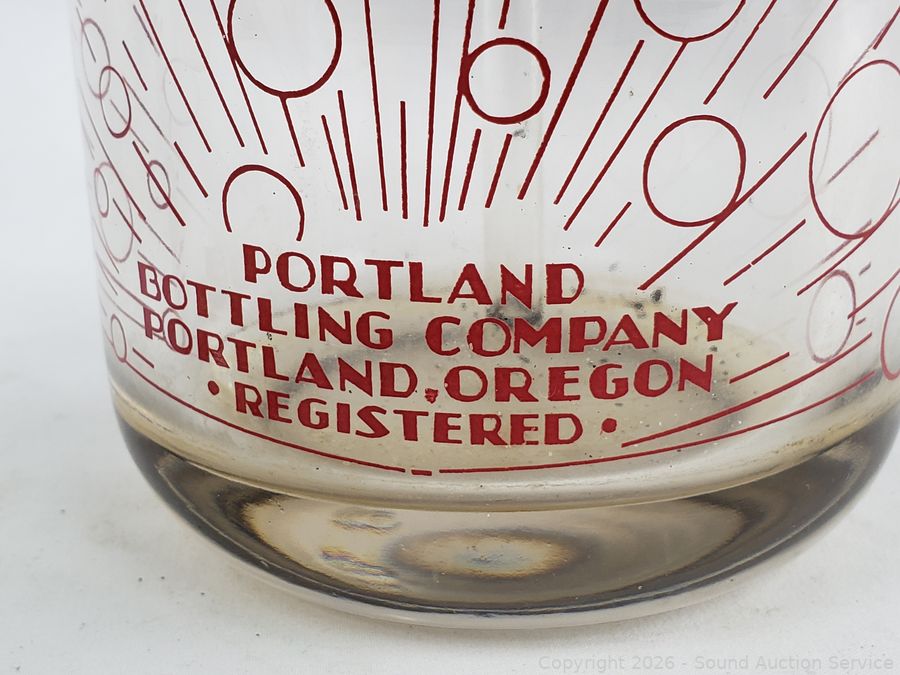 PORTLAND
BOTTLING COMPANY
PORTLAND, OREGON
• REGISTERED •
Copyright 2026 - Sound Auction Service